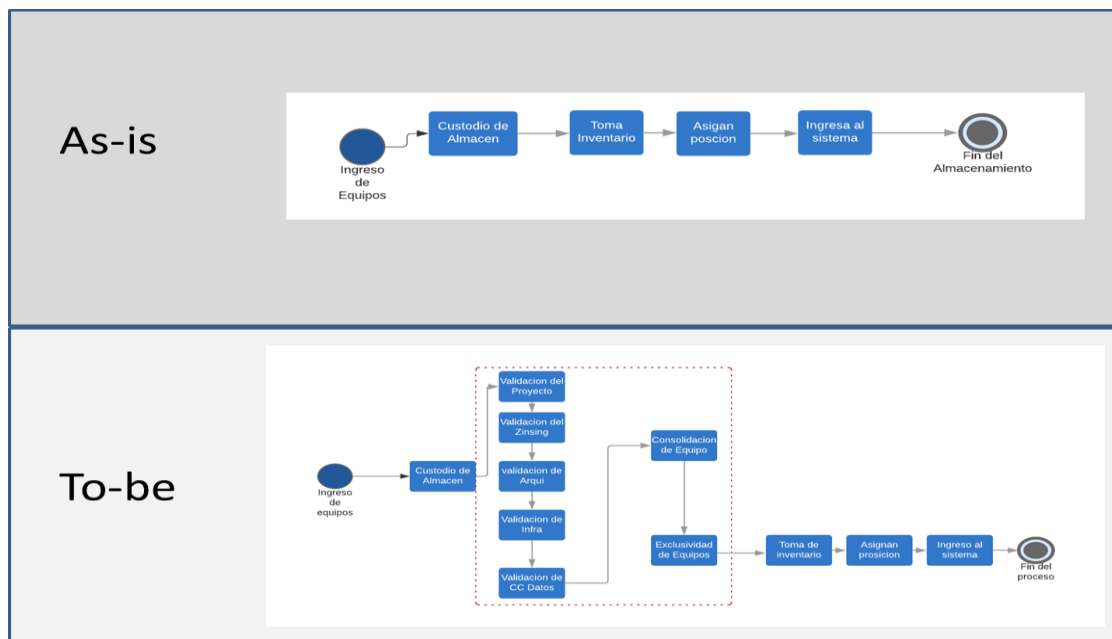 As-is
Ingreso
de
Equipos
Custodio de
Almacen
Toma
Inventario
Asigan
poscion
Ingresa al
sistema
Fin del
Almacenamiento
To-be
Ingreso
de
equipos
Custodio de
Almacen
Validacion del
Proyecto
Validacion del
Zinsing
validacion de
Arqui
Validacion de
Infra
Validacion de
CC Datos
Consolidacion
de Equipo
Exclusividad
de Equipos
Toma de
inventario
Asignan
prosicion
Ingreso al
sistema
Fin del
proceso